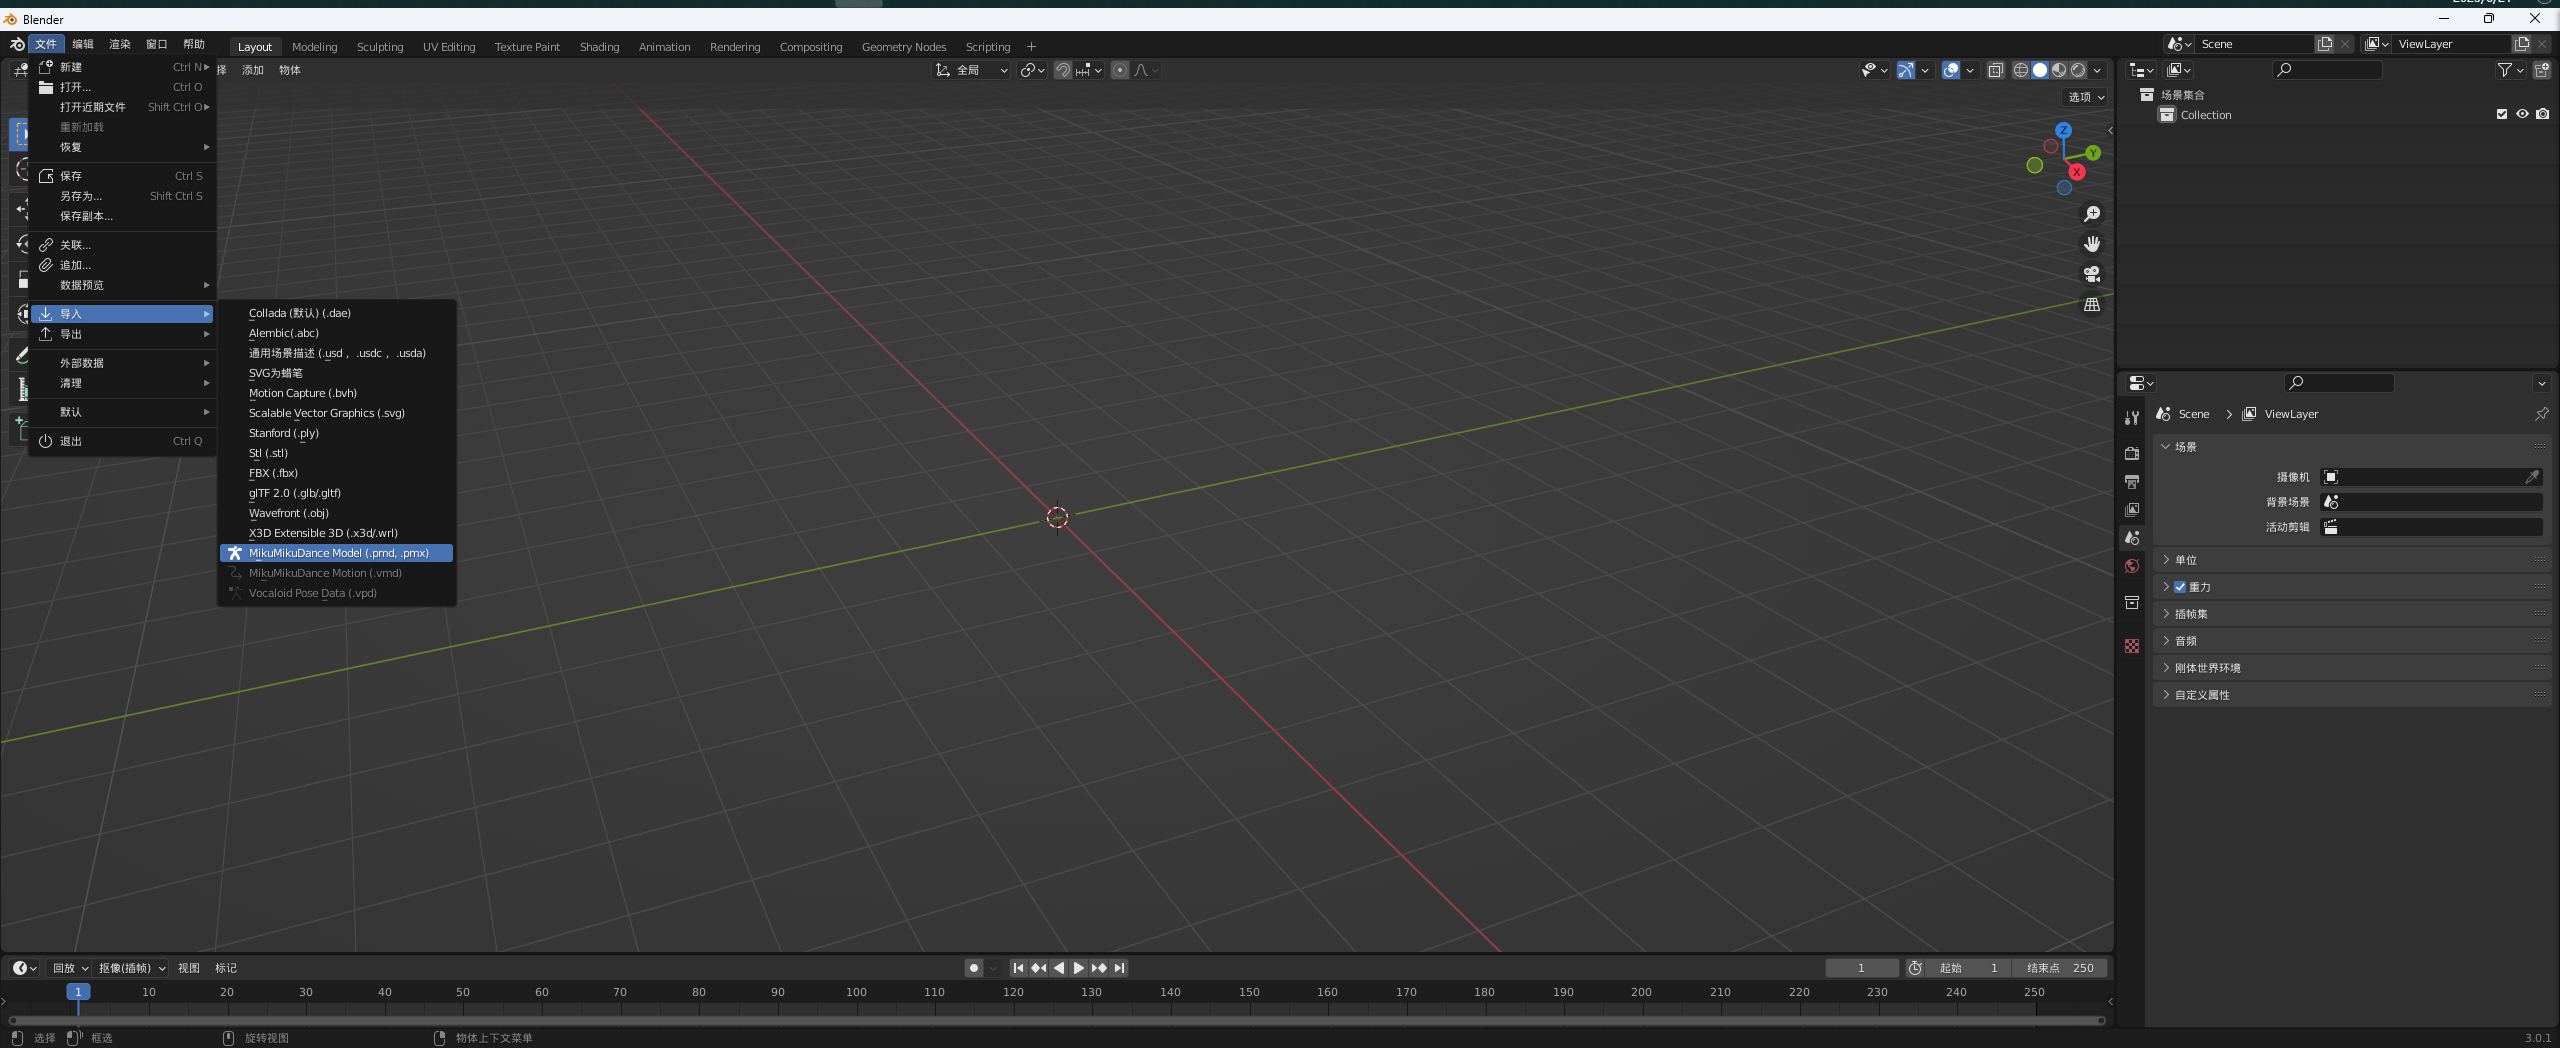 Blender
文件 编辑 渲染 窗口 帮助 Layout Modeling Sculpting UV Editing Texture Paint Shading Animation Rendering Compositing Geometry Nodes Scripting + Scene ViewLayer
择 添加 物体 全局
选项
新建 Ctrl N
打开... Ctrl O
打开近期文件 Shift Ctrl O
重新加载
恢复
保存 Ctrl S
另存为... Shift Ctrl S
保存副本...
关联...
追加...
数据预览
导入
导出
外部数据
清理
默认
退出 Ctrl Q
Collada (默认) (.dae)
Alembic(.abc)
通用场景描述 (.usd， .usdc， .usda)
SVG为蜡笔
Motion Capture (.bvh)
Scalable Vector Graphics (.svg)
Stanford (.ply)
Stl (.stl)
FBX (.fbx)
glTF 2.0 (.glb/.gltf)
Wavefront (.obj)
X3D Extensible 3D (.x3d/.wrl)
MikuMikuDance Model (.pmd, .pmx)
MikuMikuDance Motion (.vmd)
Vocaloid Pose Data (.vpd)
Z
Y
X
场景集合
Collection
Scene ViewLayer
场景
摄像机
背景场景
活动剪辑
单位
重力
插帧集
音频
刚体世界环境
自定义属性
回放 抠像(插帧) 视图 标记 1 起始 1 结束点 250
1 10 20 30 40 50 60 70 80 90 100 110 120 130 140 150 160 170 180 190 200 210 220 230 240 250
选择 框选 旋转视图 物体上下文菜单 3.0.1